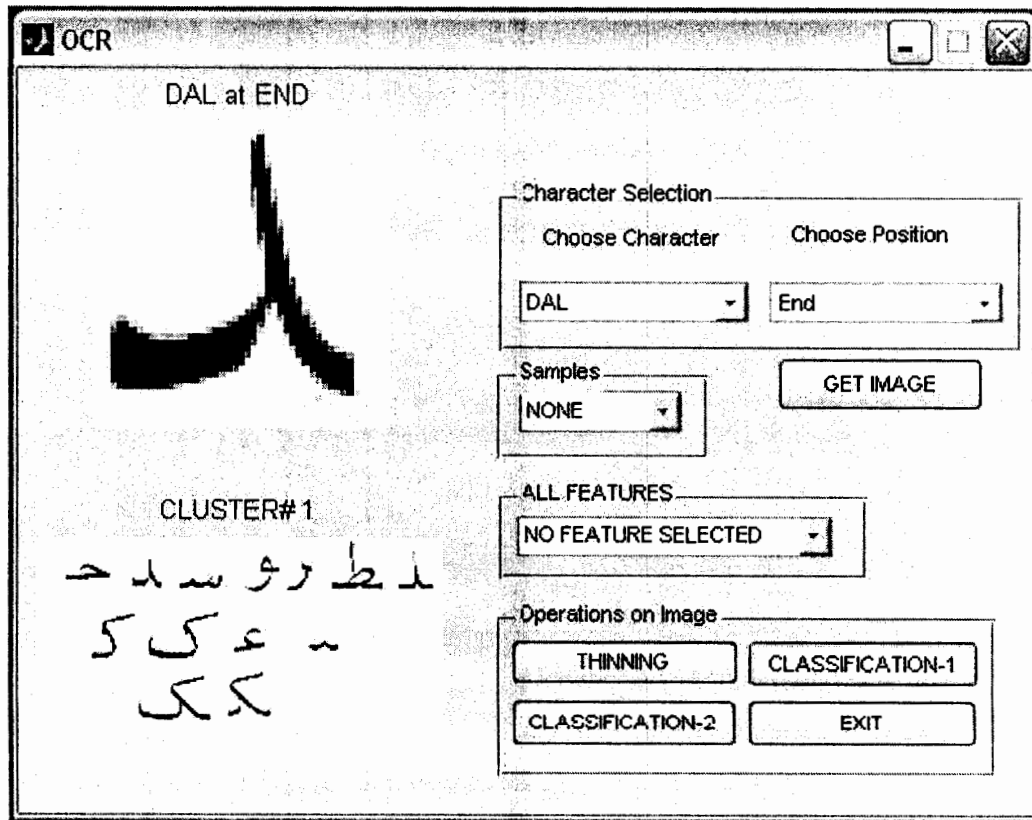 OCR
DAL at END
Character Selection
Choose Character
Choose Position
DAL
End
Samples
NONE
GET IMAGE
ALL FEATURES
NO FEATURE SELECTED
CLUSTER# 1
Operations on Image
THINNING
CLASSIFICATION-1
CLASSIFICATION-2
EXIT